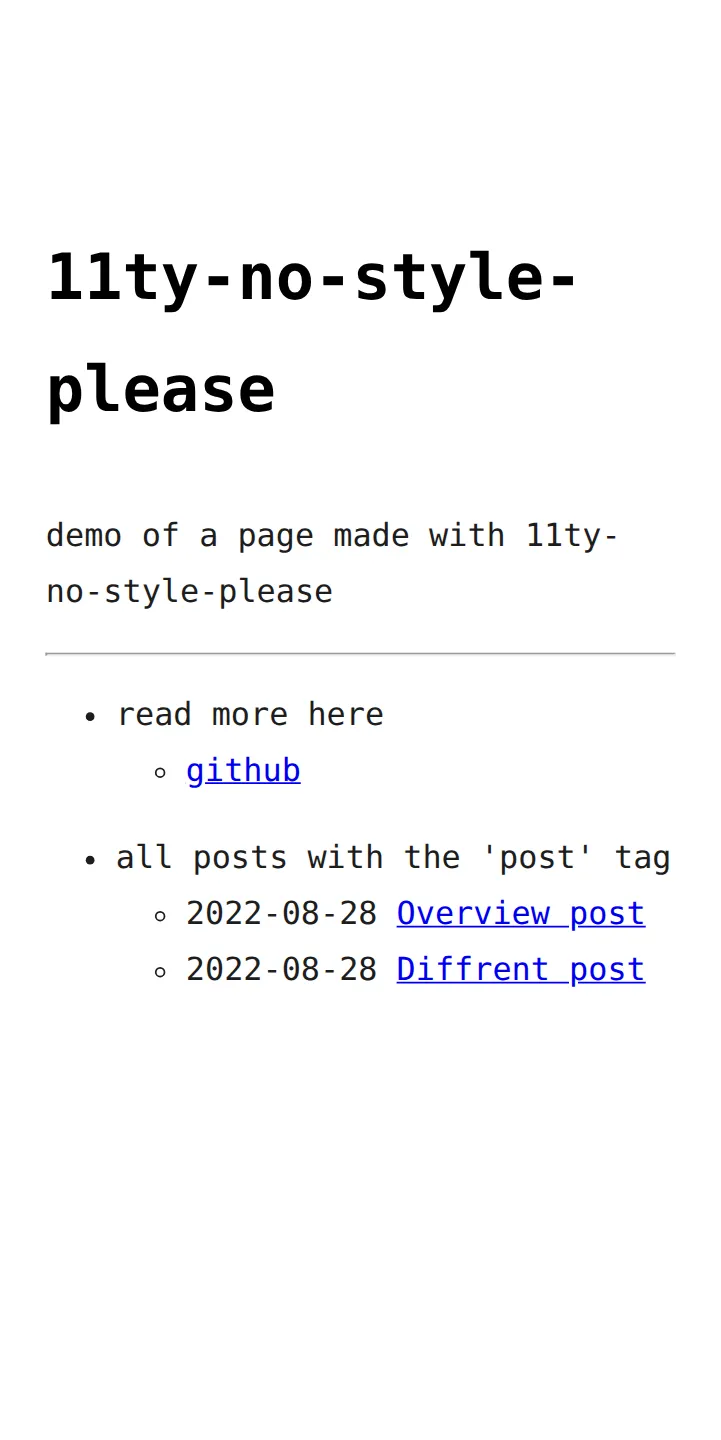 11ty-no-style-
please
demo of a page made with 11ty-
no-style-please
read more here
github
all posts with the 'post' tag
2022-08-28 Overview post
2022-08-28 Diffrent post